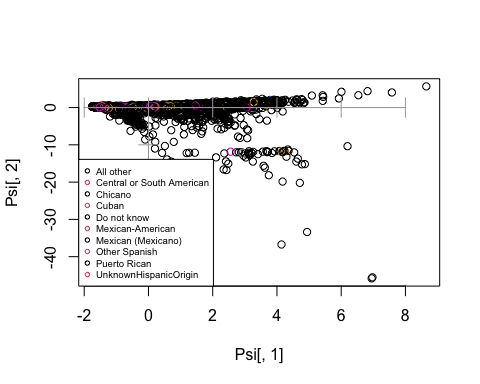 0
-10
-20
-30
-40
Psi[, 2]
All other
Central or South American
Chicano
Cuban
Do not know
Mexican-American
Mexican (Mexicano)
Other Spanish
Puerto Rican
UnknownHispanicOrigin
-2 0 2 4 6 8
Psi[, 1]